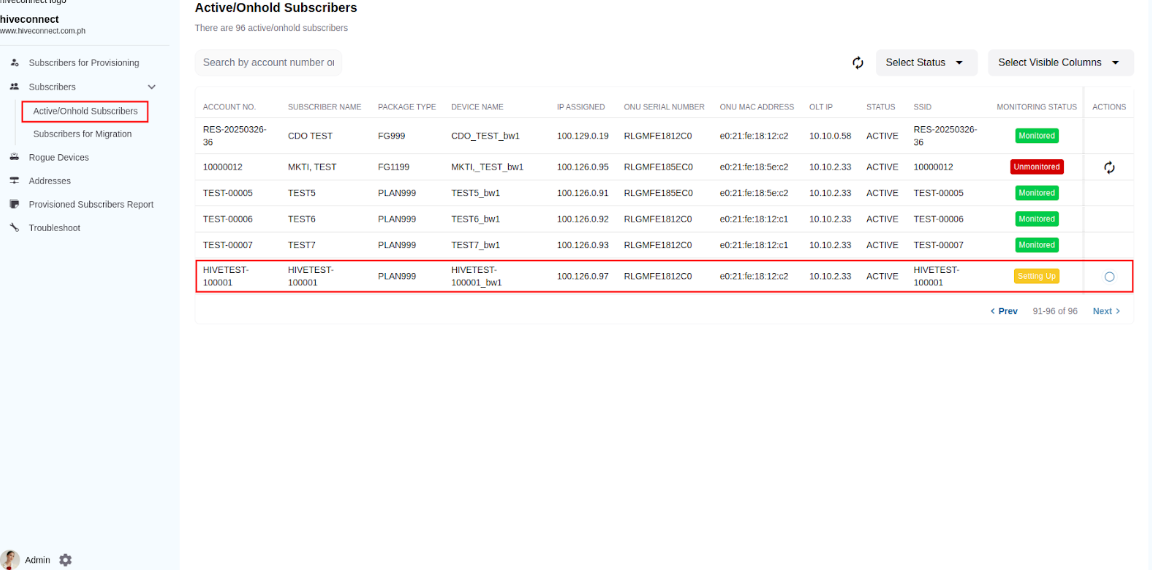 hiveconnect logo
hiveconnect
www.hiveconnect.com.ph
Subscribers for Provisioning
Subscribers
Active/Onhold Subscribers
Subscribers for Migration
Rogue Devices
Addresses
Provisioned Subscribers Report
Troubleshoot
Admin
Active/Onhold Subscribers
There are 96 active/onhold subscribers
Search by account number or
Select Status
Select Visible Columns
ACCOUNT NO. SUBSCRIBER NAME PACKAGE TYPE DEVICE NAME IP ASSIGNED ONU SERIAL NUMBER ONU MAC ADDRESS OLT IP STATUS SSID MONITORING STATUS ACTIONS
RES-20250326-36 CDO TEST FG999 CDO_TEST_bw1 100.129.0.19 RLGMFE1812C0 e0:21:fe:18:12:c2 10.10.0.58 ACTIVE RES-20250326-36 Monitored
10000012 MKTI, TEST FG1199 MKTI,_TEST_bw1 100.126.0.95 RLGMFE185EC0 e0:21:fe:18:5e:c2 10.10.2.33 ACTIVE 10000012 Unmonitored
TEST-00005 TEST5 PLAN999 TEST5_bw1 100.126.0.91 RLGMFE185EC0 e0:21:fe:18:5e:c2 10.10.2.33 ACTIVE TEST-00005 Monitored
TEST-00006 TEST6 PLAN999 TEST6_bw1 100.126.0.92 RLGMFE1812C0 e0:21:fe:18:12:c1 10.10.2.33 ACTIVE TEST-00006 Monitored
TEST-00007 TEST7 PLAN999 TEST7_bw1 100.126.0.93 RLGMFE1812C0 e0:21:fe:18:12:c1 10.10.2.33 ACTIVE TEST-00007 Monitored
HIVETEST-100001 HIVETEST-100001 PLAN999 HIVETEST-100001_bw1 100.126.0.97 RLGMFE1812C0 e0:21:fe:18:12:c2 10.10.2.33 ACTIVE HIVETEST-100001 Setting Up
Prev 91-96 of 96 Next